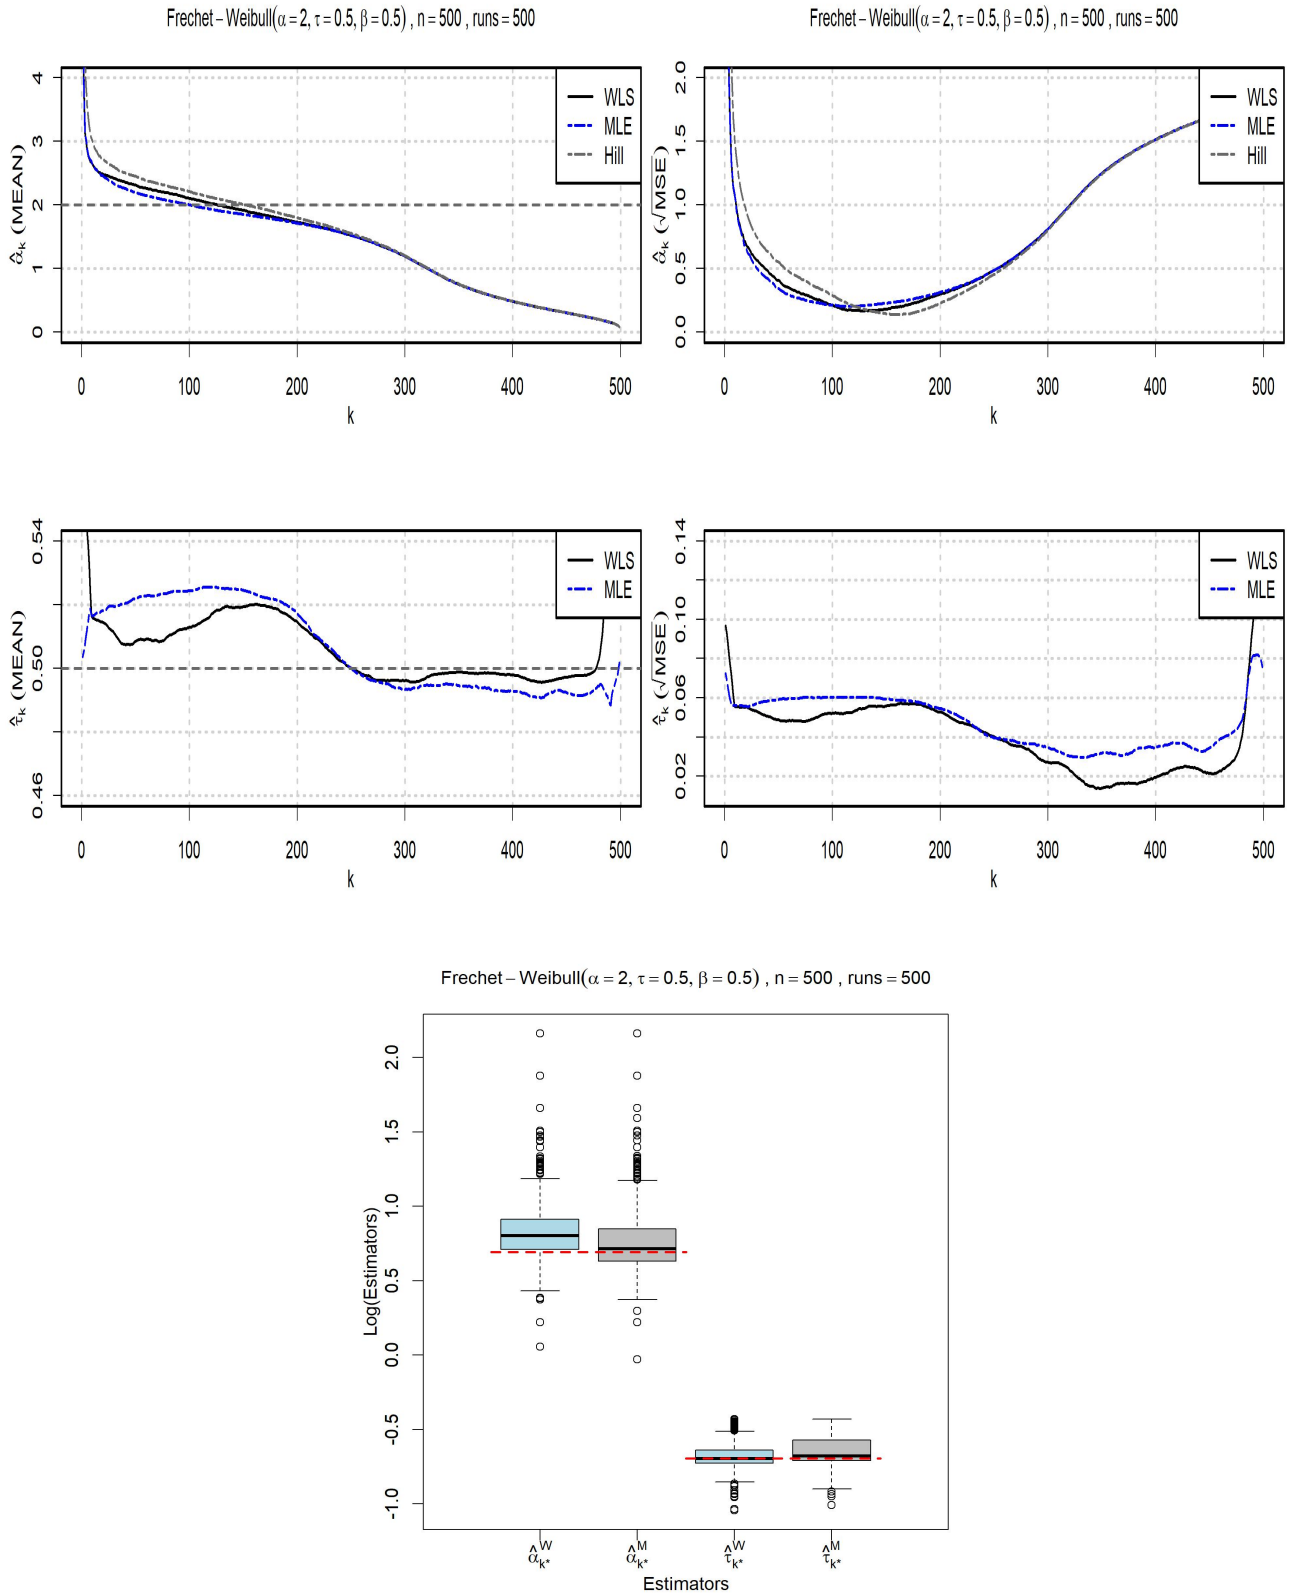 Frechet – Weibull(α = 2, τ = 0.5, β = 0.5) , n = 500 , runs = 500
Frechet – Weibull(α = 2, τ = 0.5, β = 0.5) , n = 500 , runs = 500
α̂k (MEAN)
0 1 2 3 4
WLS
MLE
Hill
0 100 200 300 400 500
k
α̂k (√MSE)
0.0 0.5 1.0 1.5 2.0
WLS
MLE
Hill
0 100 200 300 400 500
k
τ̂k (MEAN)
0.46 0.50 0.54
WLS
MLE
0 100 200 300 400 500
k
τ̂k (√MSE)
0.02 0.06 0.10 0.14
WLS
MLE
0 100 200 300 400 500
k
Frechet – Weibull(α = 2, τ = 0.5, β = 0.5) , n = 500 , runs = 500
Log(Estimators)
-1.0 -0.5 0.0 0.5 1.0 1.5 2.0
α̂Wk* α̂Mk* τ̂Wk* τ̂Mk*
Estimators